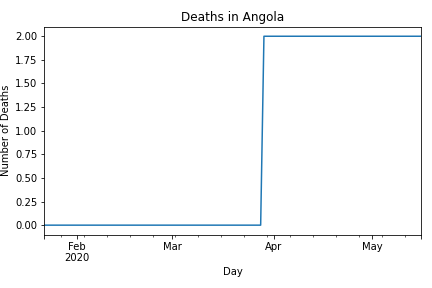 Deaths in Angola
Number of Deaths
2.00
1.75
1.50
1.25
1.00
0.75
0.50
0.25
0.00
Feb
2020
Mar
Apr
May
Day